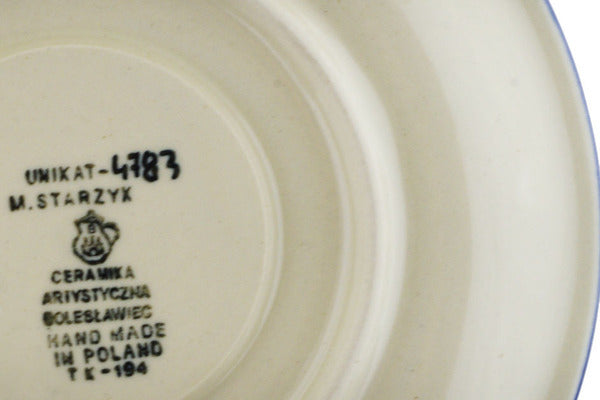 UNIKAT-4783
M. STARZYK
CERAMIKA
ARTYSTYCZNA
BOLESŁAWIEC
HAND MADE
IN POLAND
TK-194